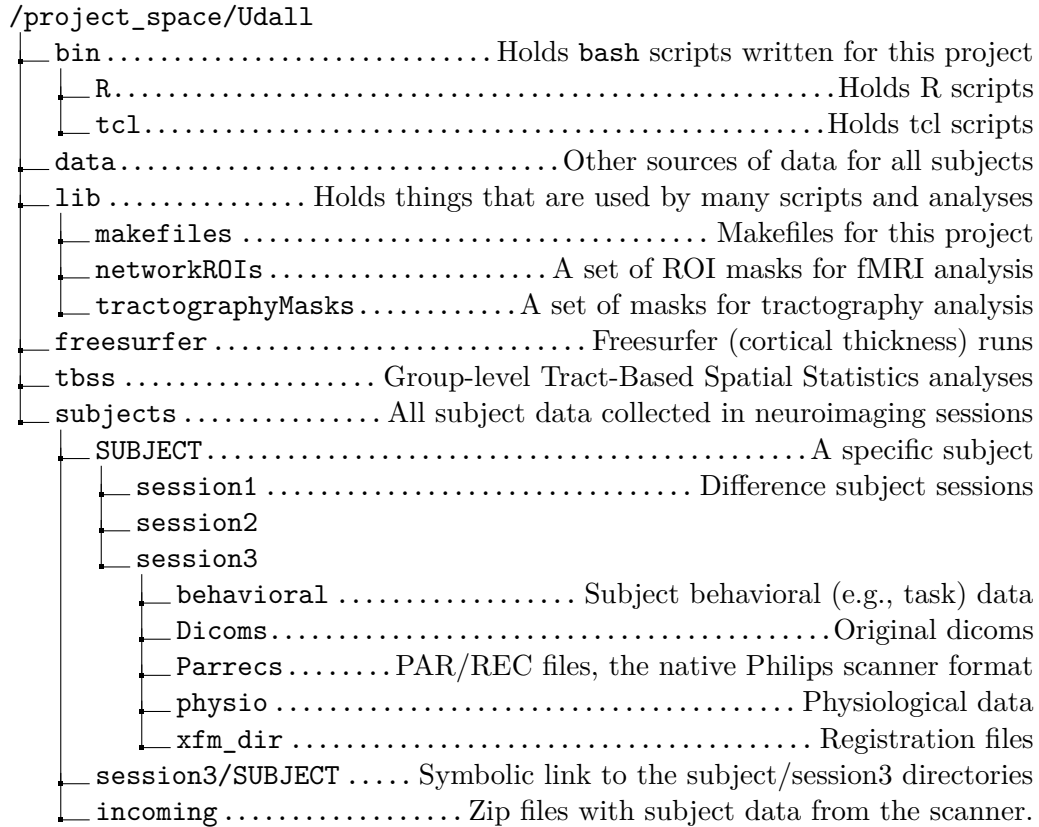 /project_space/Udall
bin.............................Holds bash scripts written for this project
R......................................................Holds R scripts
tcl...................................................Holds tcl scripts
data.................................Other sources of data for all subjects
lib ............... Holds things that are used by many scripts and analyses
makefiles ................................... Makefiles for this project
networkROIs.....................A set of ROI masks for fMRI analysis
tractographyMasks............A set of masks for tractography analysis
freesurfer ............................ Freesurfer (cortical thickness) runs
tbss ................... Group-level Tract-Based Spatial Statistics analyses
subjects.................All subject data collected in neuroimaging sessions
SUBJECT.............................................A specific subject
session1 ................................ Difference subject sessions
session2
session3
behavioral .................. Subject behavioral (e.g., task) data
Dicoms..........................................Original dicoms
Parrecs........PAR/REC files, the native Philips scanner format
physio ....................................... Physiological data
xfm_dir ....................................... Registration files
session3/SUBJECT ..... Symbolic link to the subject/session3 directories
incoming.................. Zip files with subject data from the scanner.